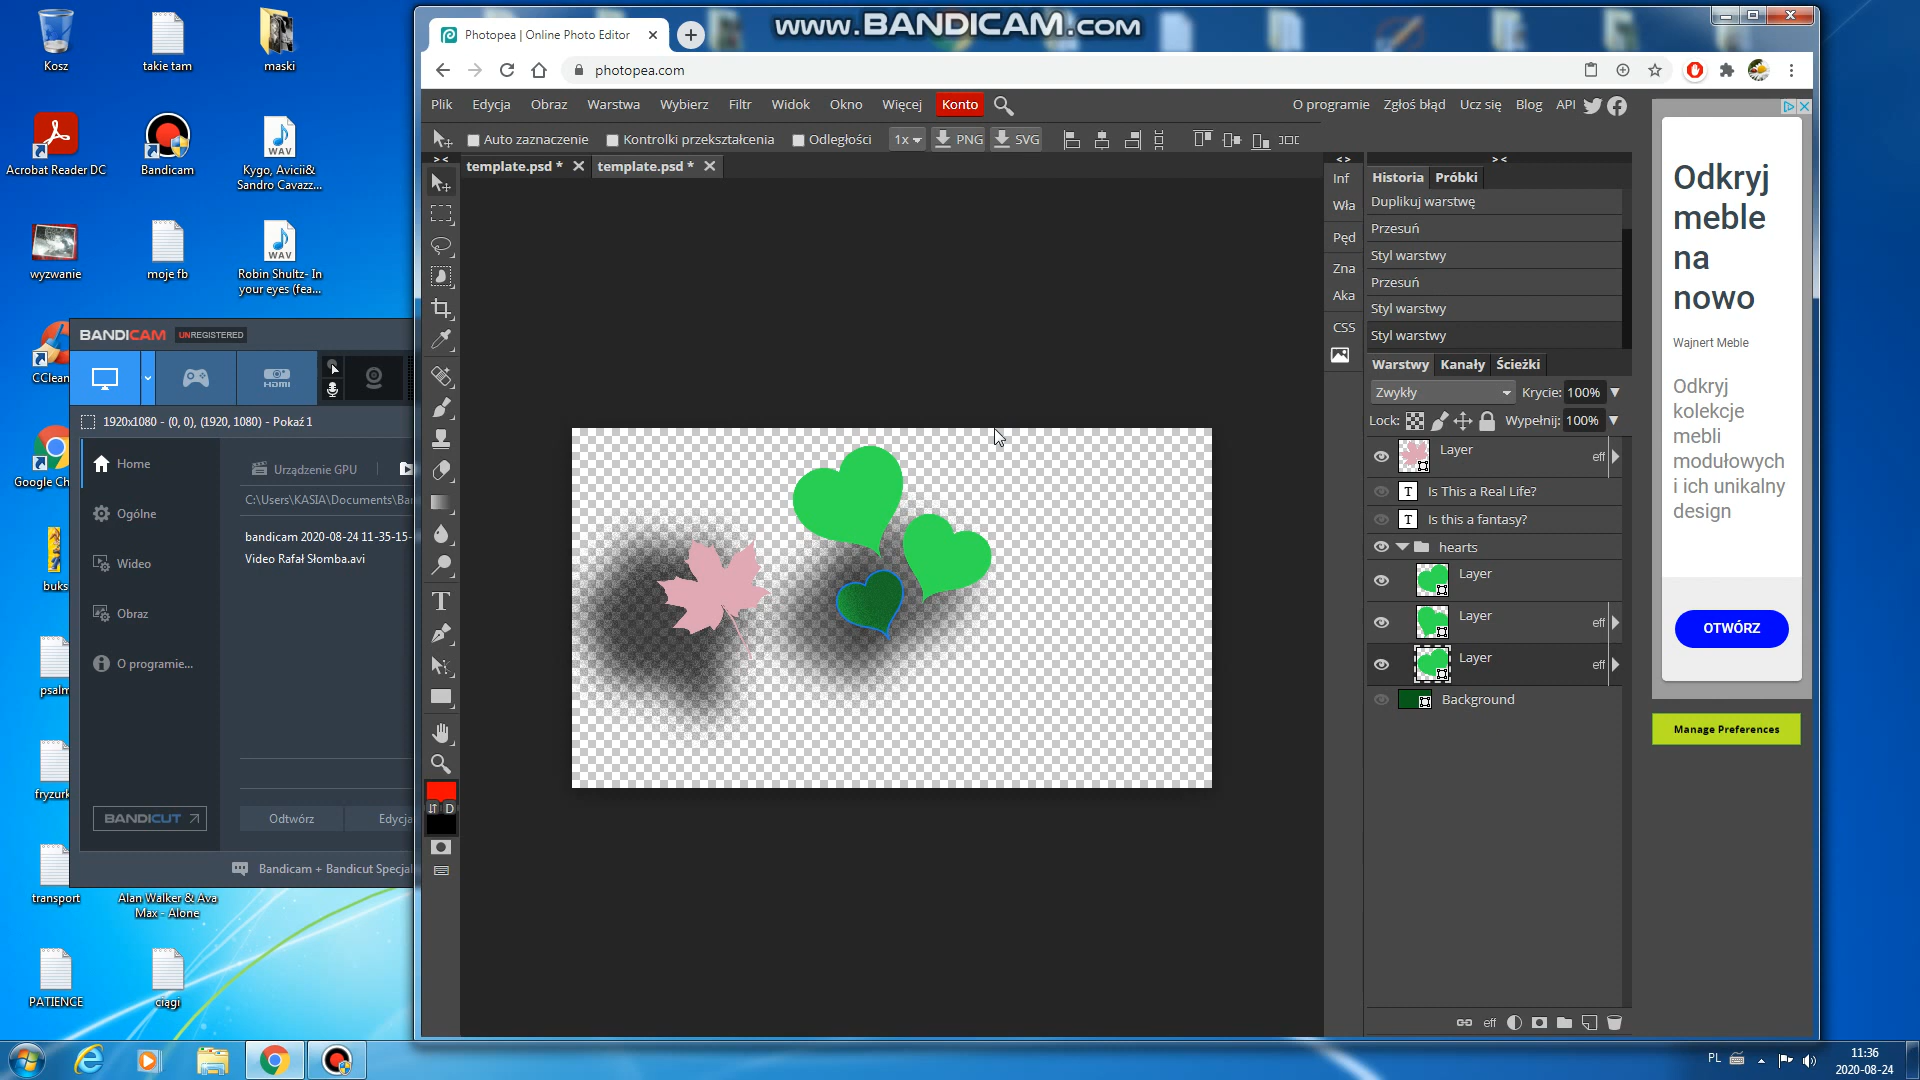 www.BANDICAM.com
Kosz
takie tam
maski
Acrobat Reader DC
Bandicam
Kygo, Avicii&
Sandro Cavazz...
wyzwanie
moje fb
Robin Shultz- In
your eyes (fea...
CClean
Google Ch
buks
psalm
fryzurk
transport
Alan Walker & Ava
Max - Alone
PATIENCE
ciągi
WAV
WAV
BANDICAM
UNREGISTERED
HDMI
1920x1080 - (0, 0), (1920, 1080) - Pokaż 1
Home
Ogólne
Wideo
Obraz
O programie...
BANDICUT
Urządzenie GPU
C:\Users\KASIA\Documents\Ba
bandicam 2020-08-24 11-35-15-
Video Rafał Słomba.avi
Odtwórz
Edycja
Bandicam + Bandicut Specjal
Photopea | Online Photo Editor
photopea.com
Plik Edycja Obraz Warstwa Wybierz Filtr Widok Okno Więcej Konto
O programie Zgłoś błąd Ucz się Blog API
Auto zaznaczenie Kontrolki przekształcenia Odległości 1x PNG SVG
template.psd * template.psd *
Inf
Wła
Pęd
Zna
Aka
CSS
Historia Próbki
Duplikuj warstwę
Przesuń
Styl warstwy
Przesuń
Styl warstwy
Styl warstwy
Warstwy Kanały Ścieżki
Zwykły Krycie: 100%
Lock: Wypełnij: 100%
Layer eff
T Is This a Real Life?
T Is this a fantasy?
hearts
Layer
Layer eff
Layer eff
Background
eff
T
D
Odkryj
meble
na
nowo
Wajnert Meble
Odkryj
kolekcje
mebli
modułowych
i ich unikalny
design
OTWÓRZ
Manage Preferences
PL
11:36
2020-08-24